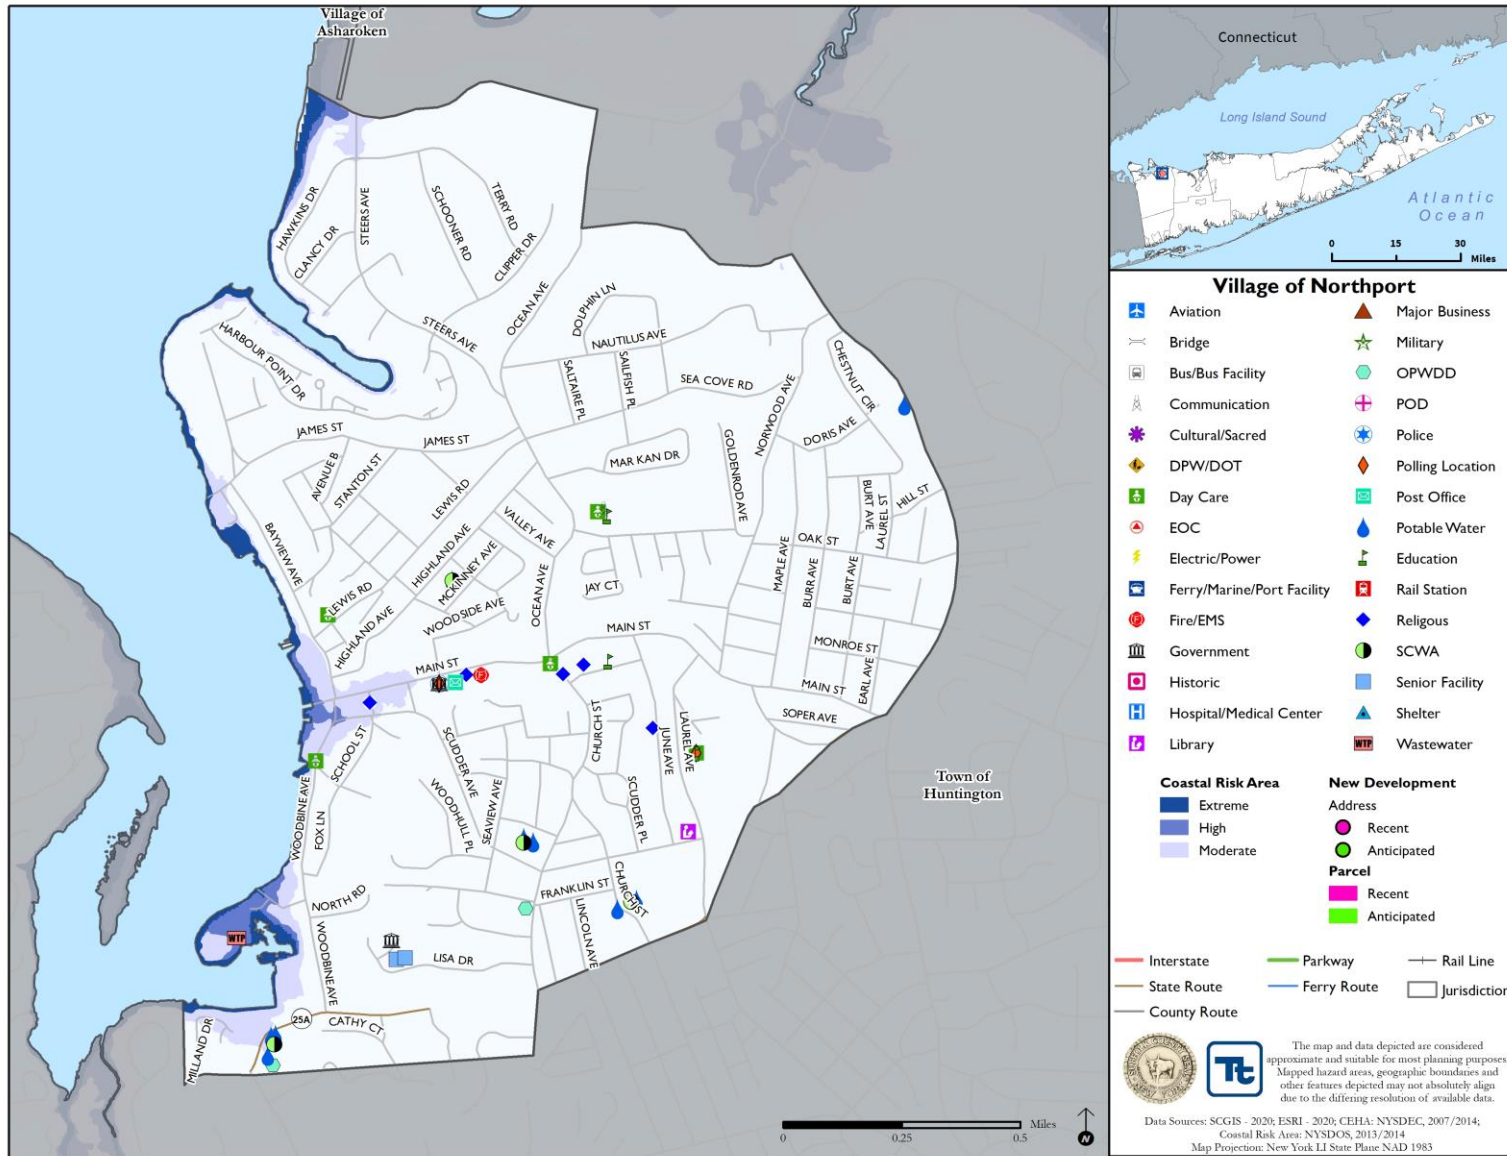 Village of
Asharoken
HAWKINS DR
CLANCY DR
STEERS AVE
SCHOONER RD
TERRY RD
CLIPPER DR
OCEAN AVE
DOLPHIN LN
STEERS AVE
NAUTILUS AVE
HARBOUR POINT DR
SALTAIRE PL
SAILFISH PL
SEA COVE RD
CHESTNUT CIR
NORWOOD AVE
DORIS AVE
JAMES ST
JAMES ST
MAR KAN DR
GOLDENROD AVE
AVENUE B
STANTON ST
LEWIS RD
BURT AVE
LAUREL ST
HILL ST
VALLEY AVE
BAYVIEW AVE
HIGHLAND AVE
MCKINNEY AVE
OAK ST
MAPLE AVE
BURR AVE
BURT AVE
JAY CT
OCEAN AVE
LEWIS RD
WOODSIDE AVE
HIGHLAND AVE
MAIN ST
MONROE ST
EARL AVE
MAIN ST
MAIN ST
SOPER AVE
CHURCH ST
JUNE AVE
LAUREL AVE
SCHOOL ST
SCUDDER AVE
WOODHULL PL
SEAVIEW AVE
SCUDDER PL
WOODBINE AVE
FOX LN
Town of
Huntington
FRANKLIN ST
CHURCH ST
LINCOLN AVE
NORTH RD
WTP
WOODBINE AVE
LISA DR
25A
CATHY CT
MILLAND DR
Miles
0
0.25
0.5
N
Connecticut
Long Island Sound
Atlantic
Ocean
0
15
30
Miles
Village of Northport
Aviation
Major Business
Bridge
Military
Bus/Bus Facility
OPWDD
Communication
POD
Cultural/Sacred
Police
DPW/DOT
Polling Location
Day Care
Post Office
EOC
Potable Water
Electric/Power
Education
Ferry/Marine/Port Facility
Rail Station
F Fire/EMS
Religous
Government
SCWA
Historic
Senior Facility
H Hospital/Medical Center
Shelter
Library
WTP Wastewater
Coastal Risk Area
Extreme
High
Moderate
New Development
Address
Recent
Anticipated
Parcel
Recent
Anticipated
Interstate
Parkway
Rail Line
State Route
Ferry Route
Jurisdiction
County Route
Tt
The map and data depicted are considered
approximate and suitable for most planning purposes
Mapped hazard areas, geographic boundaries and
other features depicted may not absolutely align
due to the differing resolution of available data.
Data Sources: SCGIS - 2020; ESRI - 2020; CEHA: NYSDEC, 2007/2014;
Coastal Risk Area: NYSDOS, 2013/2014
Map Projection: New York LI State Plane NAD 1983